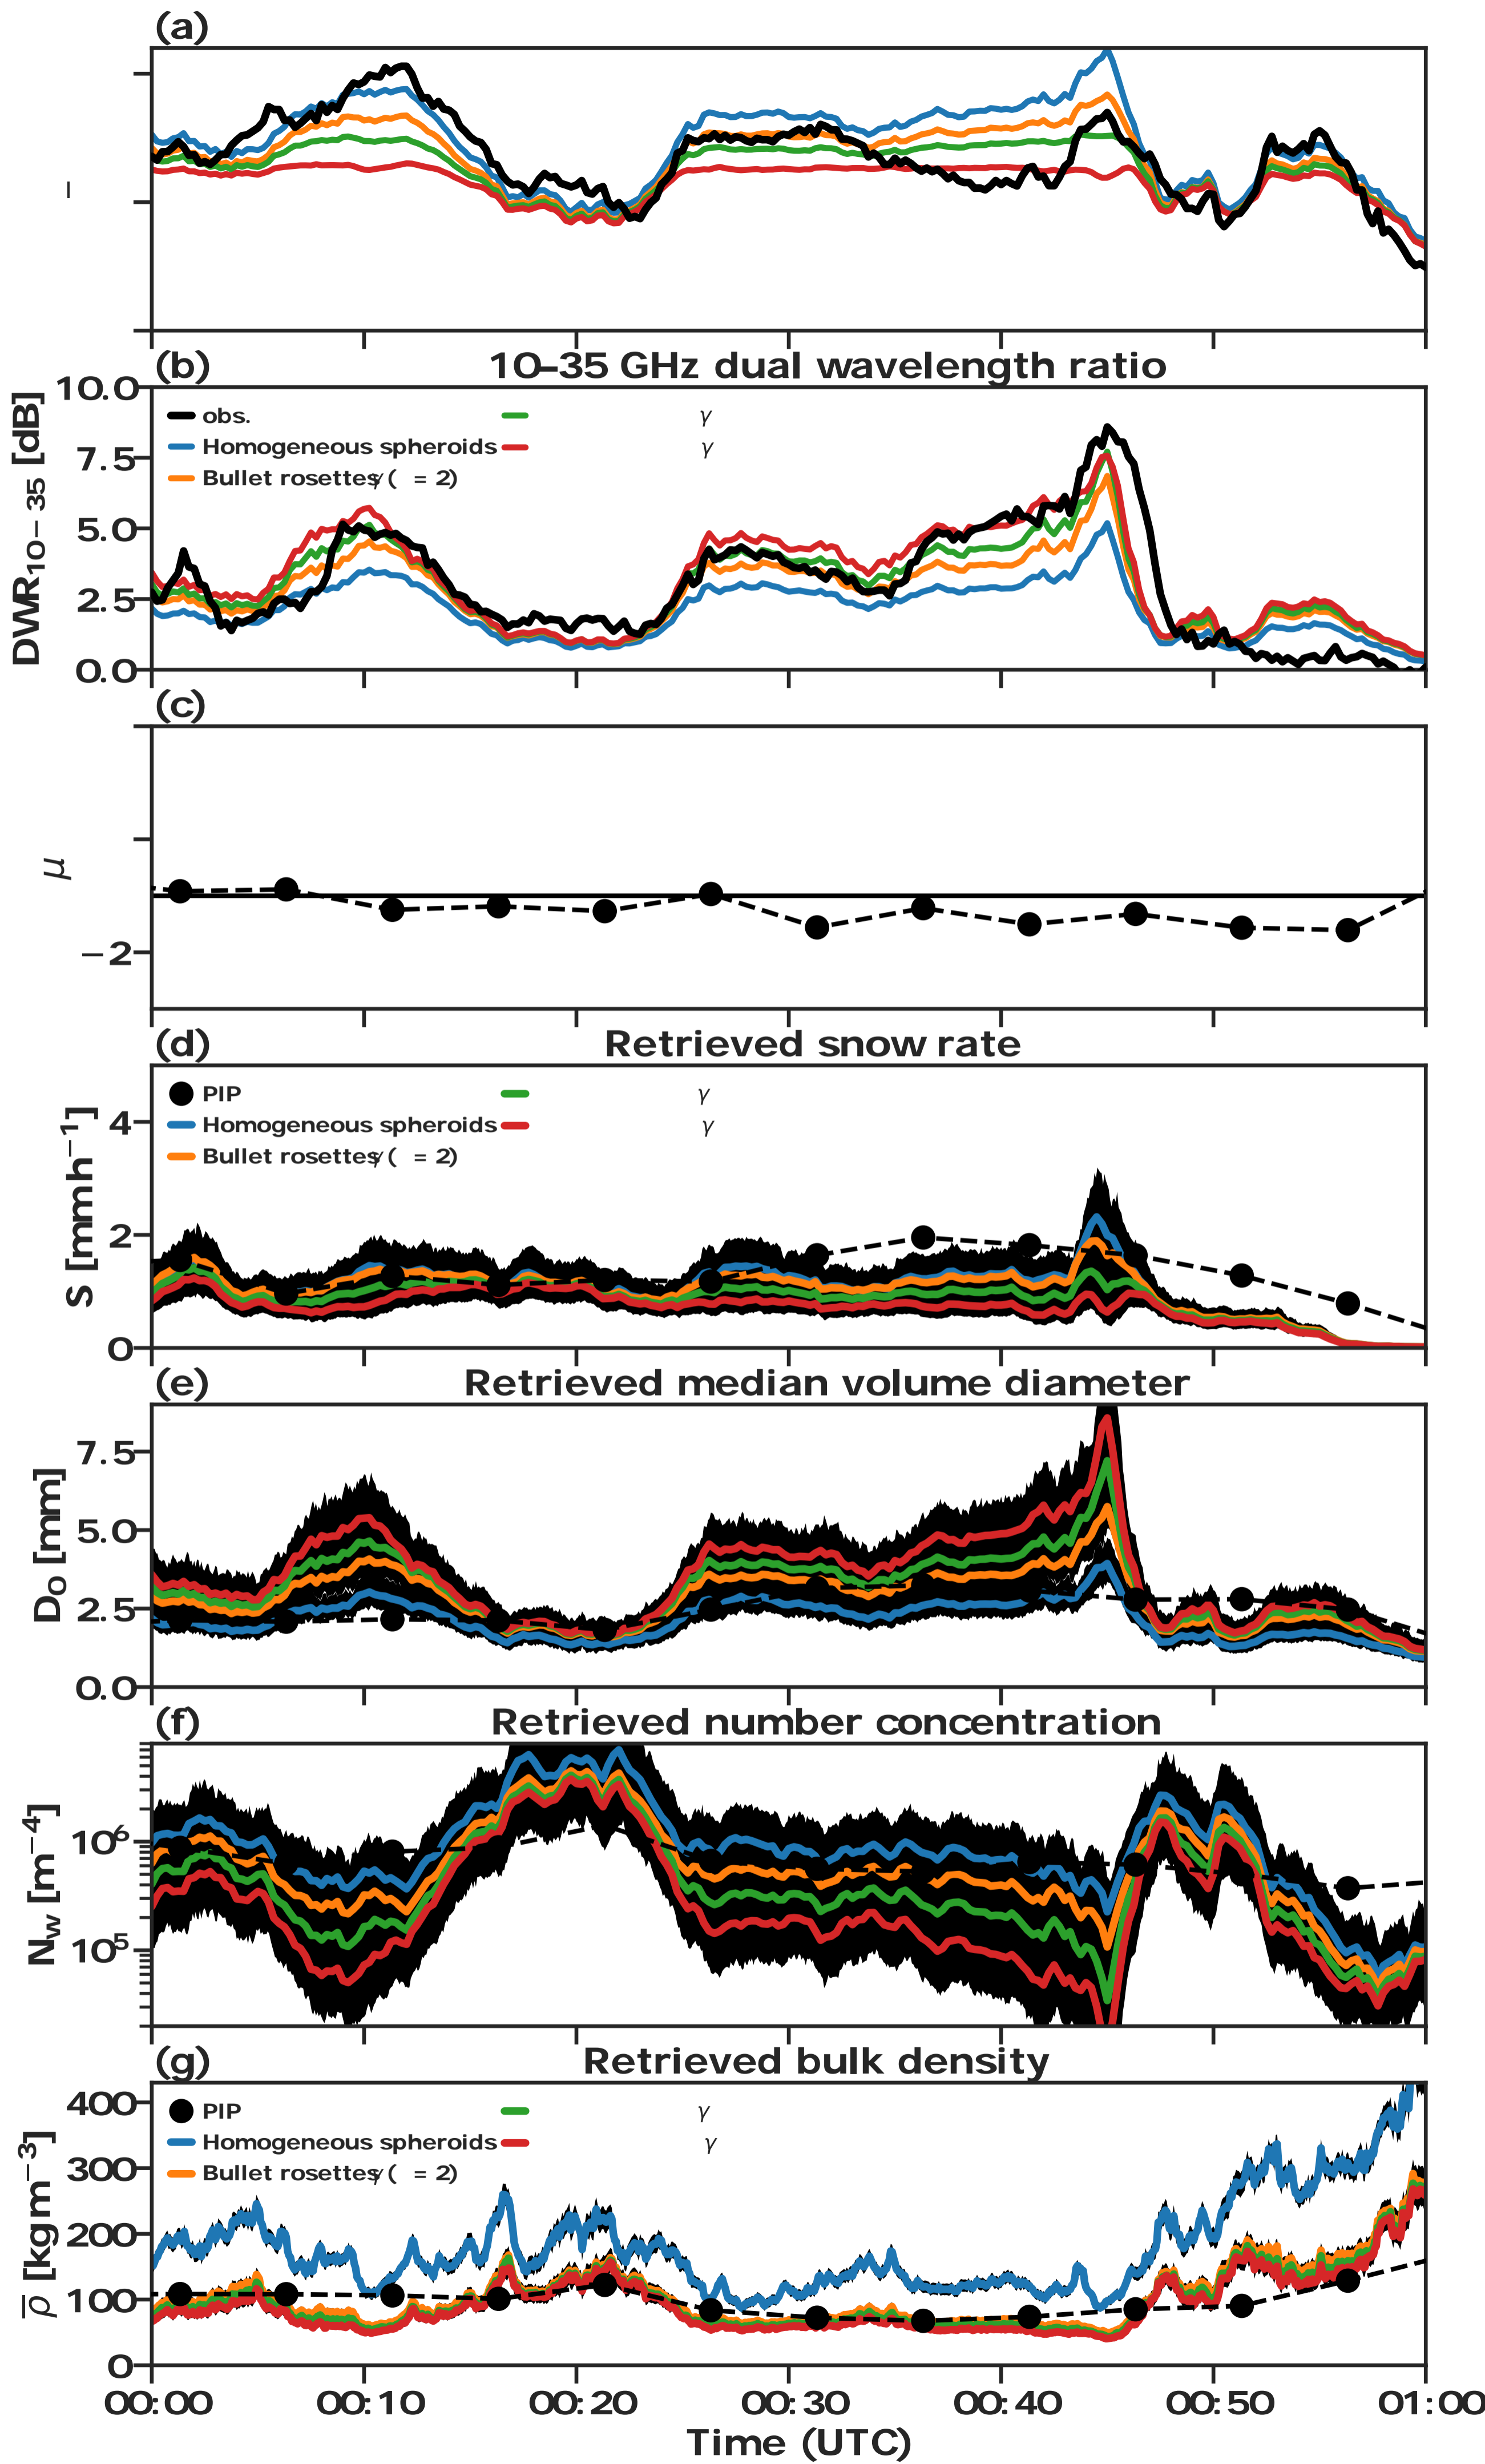 (a)
–
(b) 10–35 GHz dual wavelength ratio
DWR10−35 [dB]
10.0
7.5
5.0
2.5
0.0
obs.
Homogeneous spheroids
Bullet rosettes (γ = 2)
γ
γ
(c)
μ
−2
(d) Retrieved snow rate
S [mmh−1]
4
2
0
PIP
Homogeneous spheroids
Bullet rosettes (γ = 2)
γ
γ
(e) Retrieved median volume diameter
D0 [mm]
7.5
5.0
2.5
0.0
(f) Retrieved number concentration
Nw [m−4]
10⁶
10⁵
(g) Retrieved bulk density
ρ̅ [kgm−3]
400
300
200
100
0
PIP
Homogeneous spheroids
Bullet rosettes (γ = 2)
γ
γ
00:00 00:10 00:20 00:30 00:40 00:50 01:00
Time (UTC)